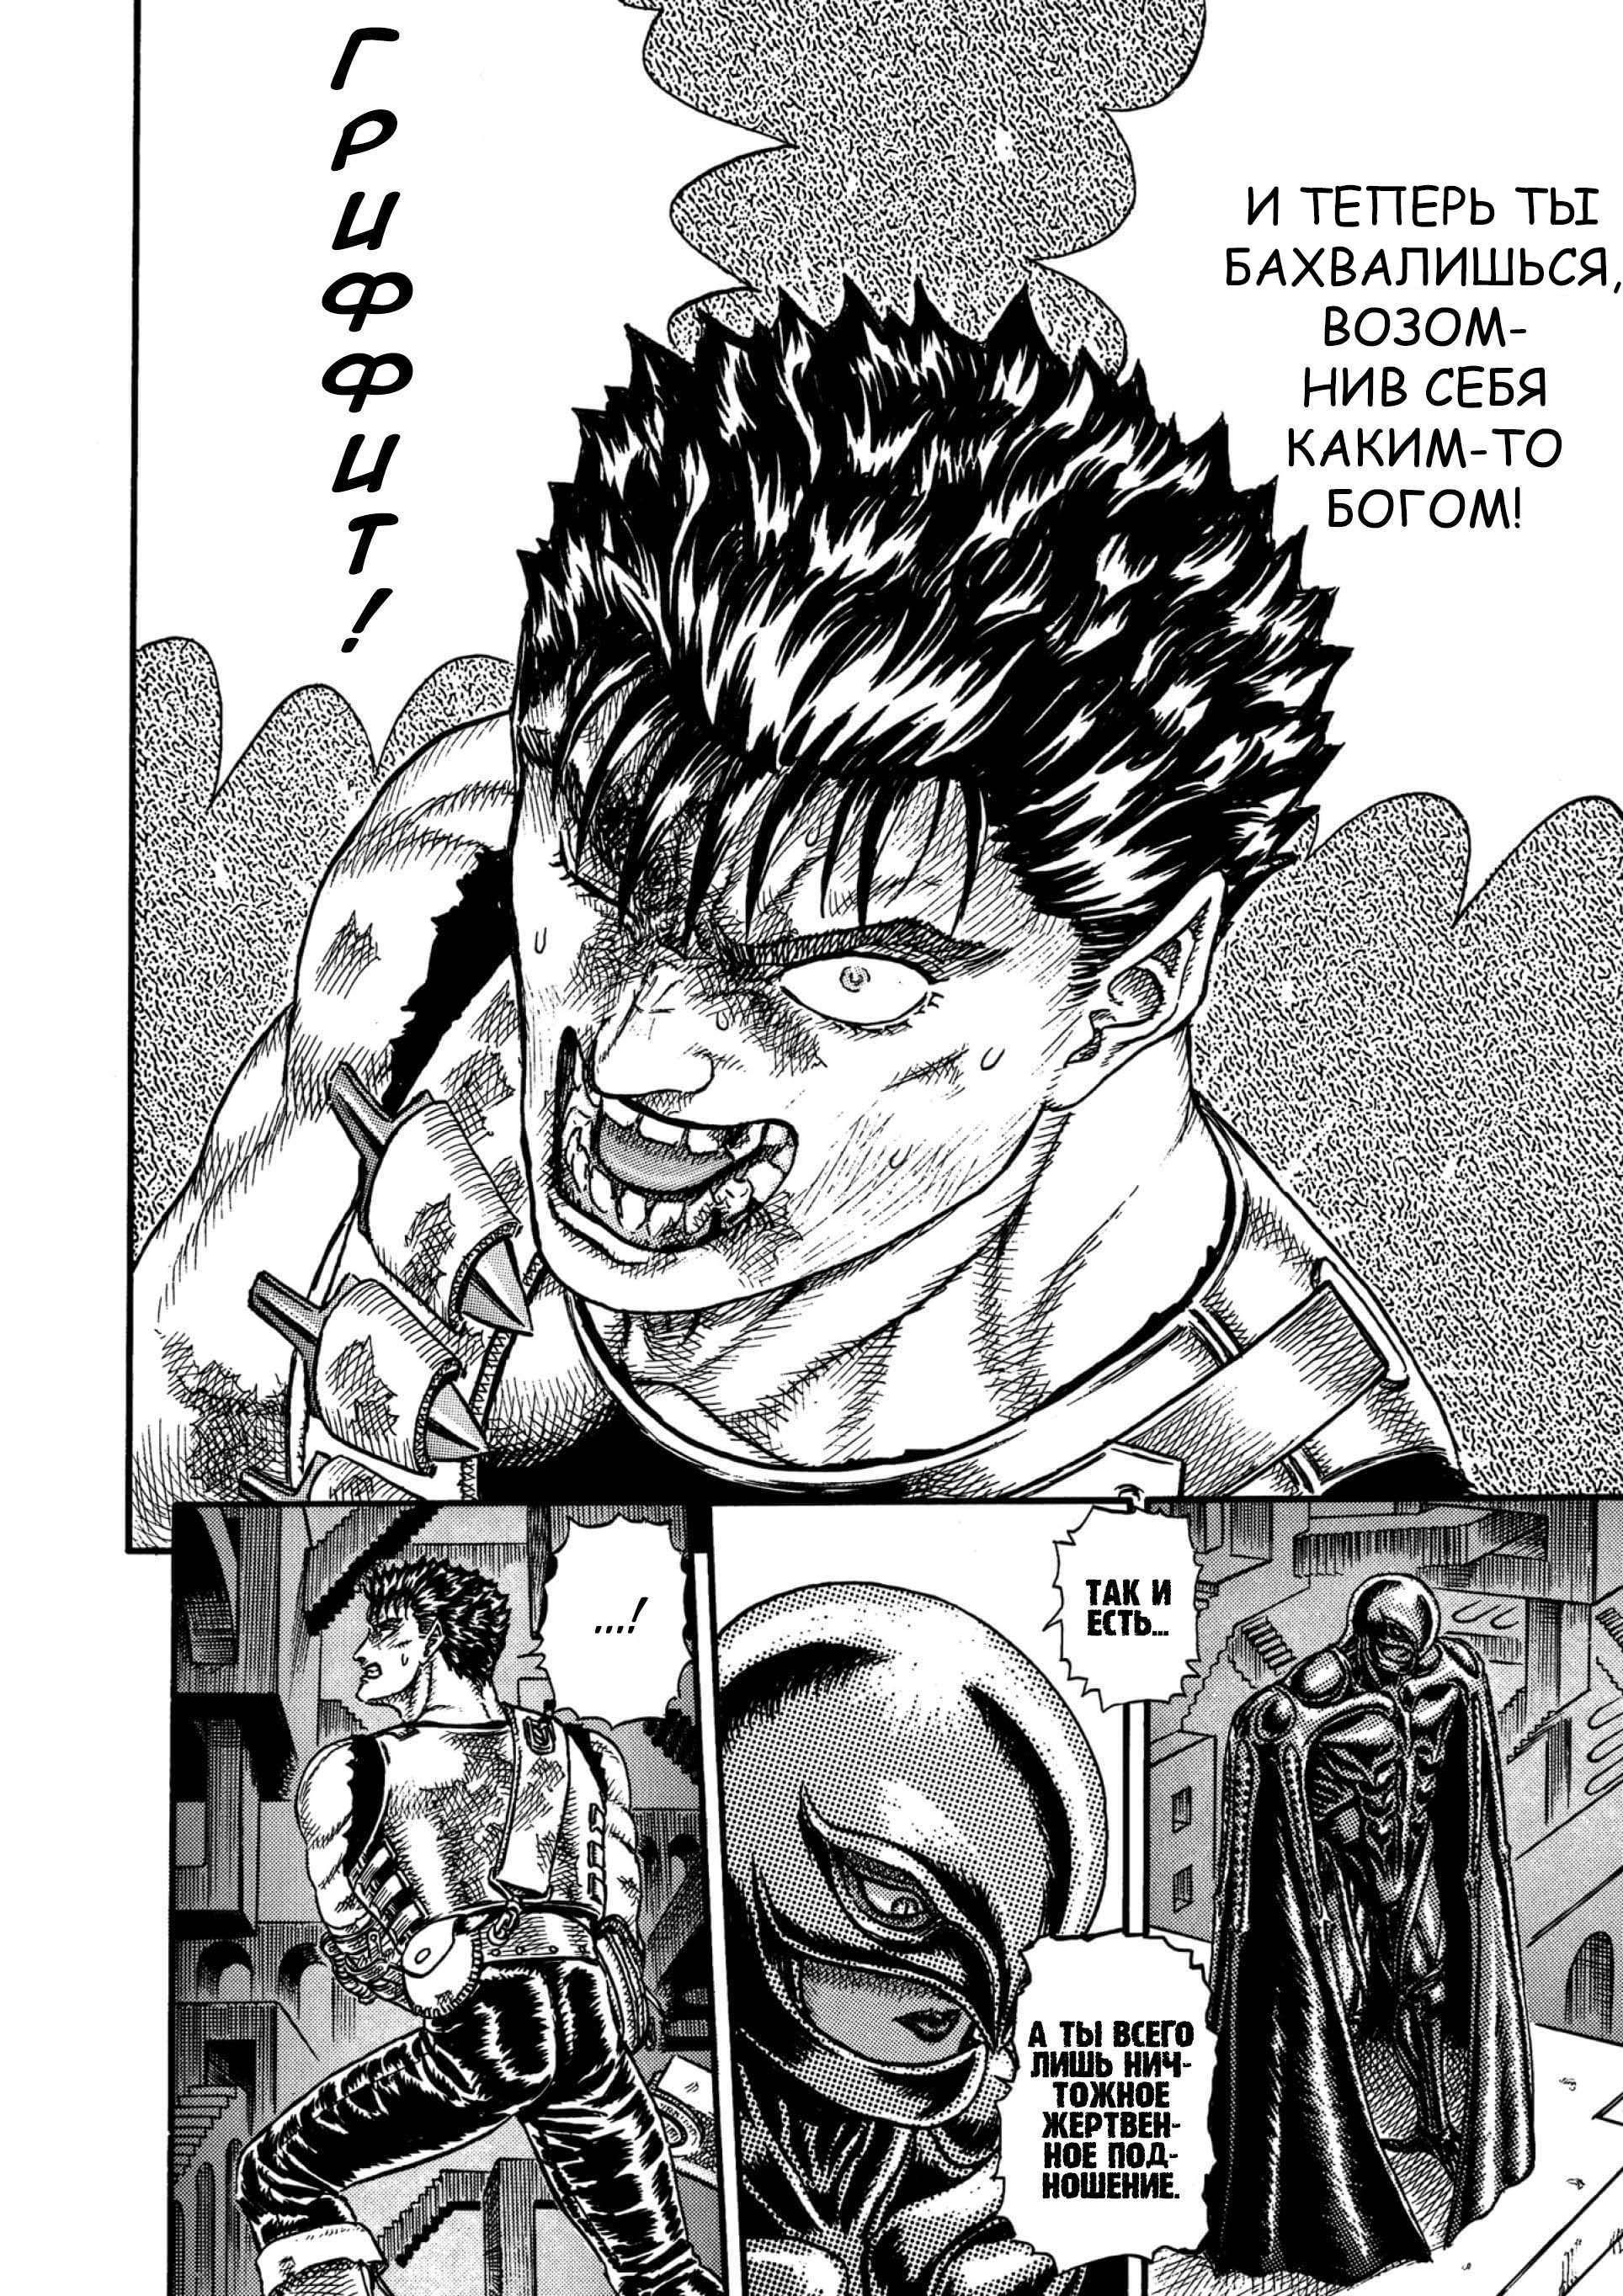 И ТЕПЕРЬ ТЫ
БАХВАЛИШЬСЯ,
ВОЗОМ-
НИВ СЕБЯ
КАКИМ-ТО
БОГОМ!
ГРИФФИТ!
ТАК И
ЕСТЬ...
А ТЫ ВСЕГО
ЛИШЬ НИЧ-
ТОЖНОЕ
ЖЕРТВЕН-
НОЕ ПОД-
НОШЕНИЕ.
...!